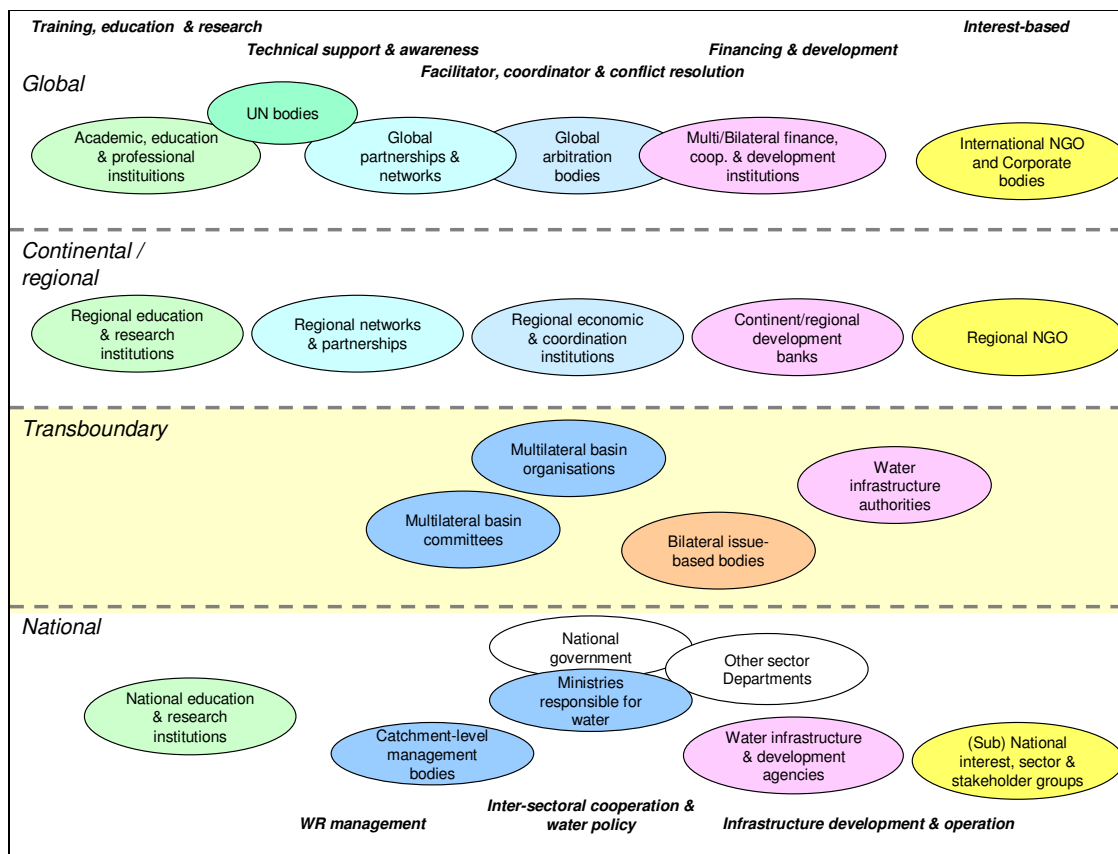 Training, education & research
Interest-based
Technical support & awareness
Financing & development
Facilitator, coordinator & conflict resolution
Global
UN bodies
Academic, education
& professional
instituitions
Global
partnerships &
networks
Global
arbitration
bodies
Multi/Bilateral finance,
coop. & development
institutions
International NGO
and Corporate
bodies
Continental /
regional
Regional education
& research
institutions
Regional networks
& partnerships
Regional economic
& coordination
institutions
Continent/regional
development
banks
Regional NGO
Transboundary
Multilateral basin
organisations
Water
infrastructure
authorities
Multilateral basin
committees
Bilateral issue-
based bodies
National
National
government
Other sector
Departments
Ministries
responsible for
water
National education
& research
institutions
Catchment-level
management
bodies
Water infrastructure
& development
agencies
(Sub) National
interest, sector &
stakeholder groups
WR management
Inter-sectoral cooperation &
water policy
Infrastructure development & operation